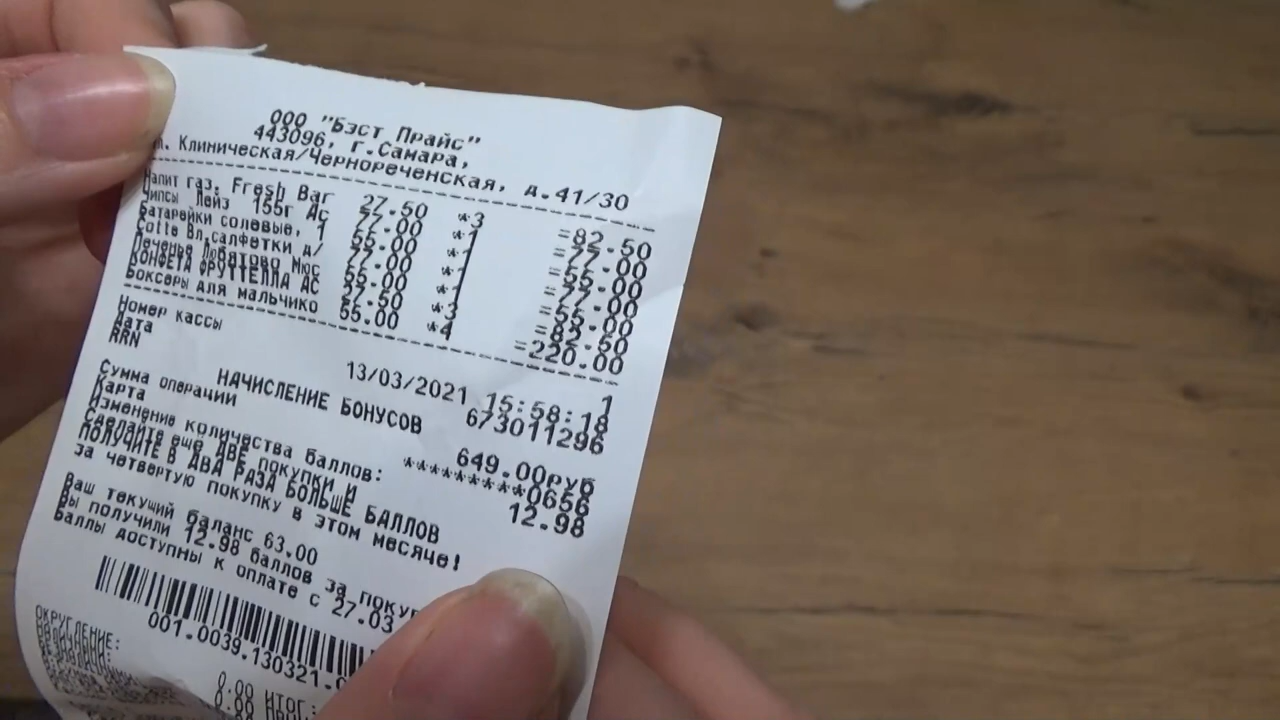 ООО "Бэст Прайс"
443096, г.Самара,
. Клиническая/Чернореченская, д.41/30
Напит газ. Fresh Bar 27.50 *3 =82.50
Чипсы Лейз 155г Ас 77.00 *1 =77.00
Батарейки солевые, 1 55.00 *1 =55.00
Cotte Вл.салфетки д/ 77.00 *1 =77.00
Печенье Любятово Мюс 55.00 *1 =55.00
КОНФЕТА ФРУТТЕЛЛА АС 27.50 *3 =82.50
Боксеры для мальчико 55.00 *4 =220.00
Номер кассы 1
Дата 13/03/2021 15:58:18
RRN 673011296
НАЧИСЛЕНИЕ БОНУСОВ
Сумма операции 649.00руб
Карта ********0656
Изменение количества баллов: 12.98
Сделайте еще ДВЕ покупки и
ПОЛУЧИТЕ В ДВА РАЗА БОЛЬШЕ БАЛЛОВ
за четвертую покупку в этом месяце!
Ваш текущий баланс 63.00
Вы получили 12.98 баллов за покуп
Баллы доступны к оплате с 27.03
001.0039.130321.
ОКРУГЛЕНИЕ: 0.00 ИТОГ: